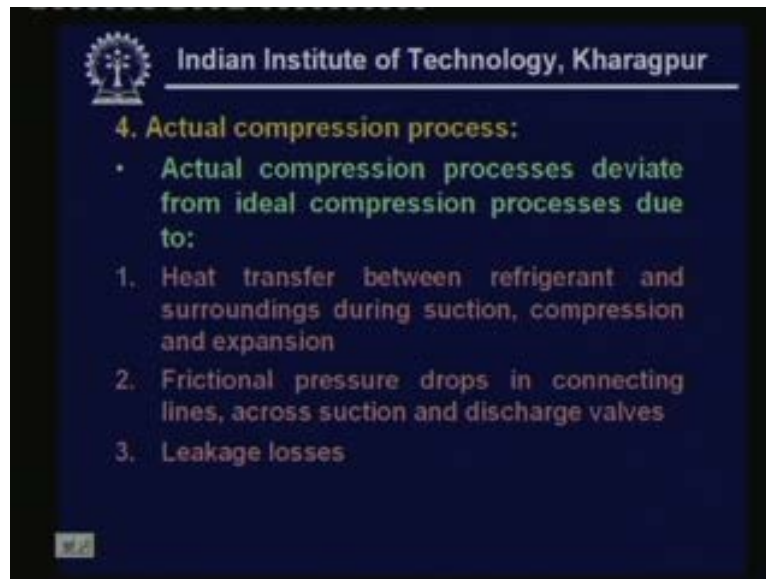 Indian Institute of Technology, Kharagpur
4. Actual compression process:
· Actual compression processes deviate
from ideal compression processes due
to:
1. Heat transfer between refrigerant and
surroundings during suction, compression
and expansion
2. Frictional pressure drops in connecting
lines, across suction and discharge valves
3. Leakage losses